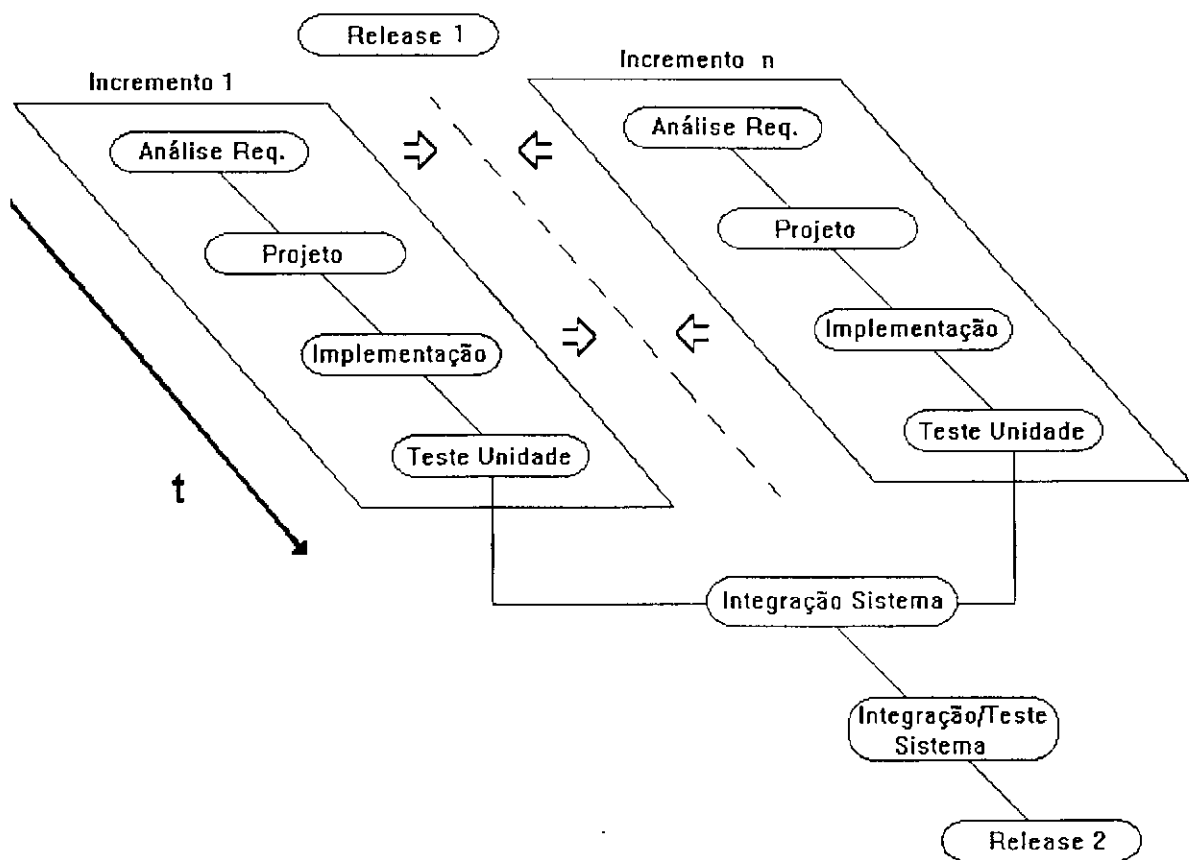 Release 1
Incremento 1
Análise Req.
Projeto
Implementação
Teste Unidade
Incremento n
Análise Req.
Projeto
Implementação
Teste Unidade
t
Integração Sistema
Integração/Teste
Sistema
Release 2